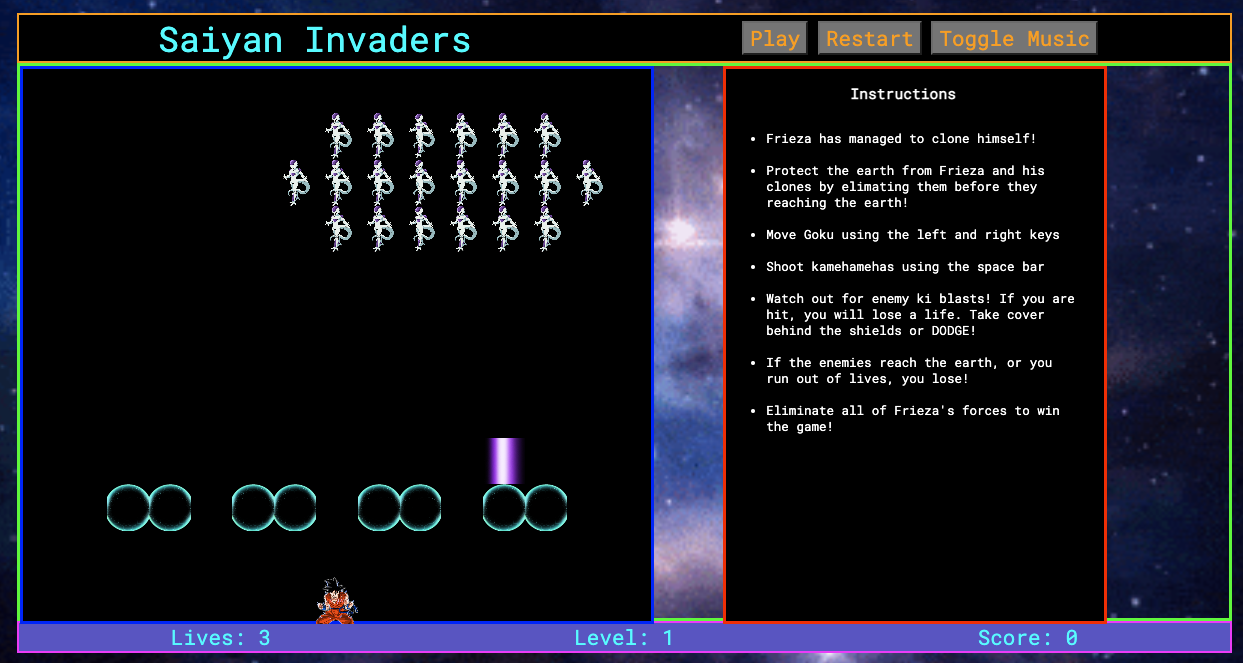 Saiyan Invaders
Play Restart Toggle Music
Instructions
• Frieza has managed to clone himself!
• Protect the earth from Frieza and his
clones by elimating them before they
reaching the earth!
• Move Goku using the left and right keys
• Shoot kamehamehas using the space bar
• Watch out for enemy ki blasts! If you are
hit, you will lose a life. Take cover
behind the shields or DODGE!
• If the enemies reach the earth, or you
run out of lives, you lose!
• Eliminate all of Frieza's forces to win
the game!
Lives: 3 Level: 1 Score: 0